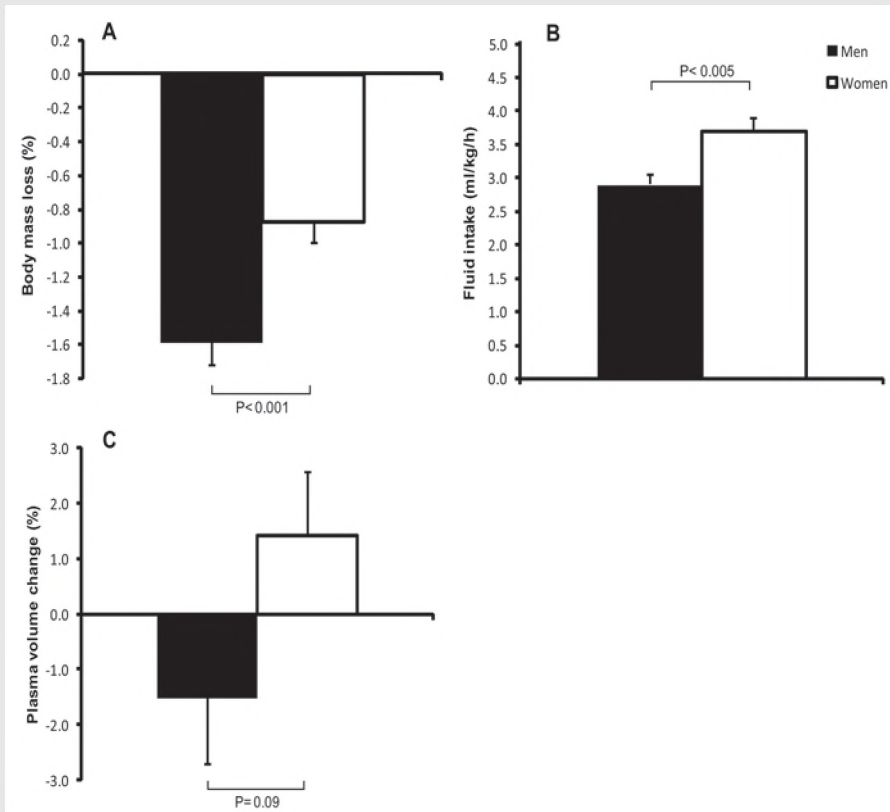 A
Body mass loss (%)
0.2
0.0
-0.2
-0.4
-0.6
-0.8
-1.0
-1.2
-1.4
-1.6
-1.8
P< 0.001
B
Fluid intake (ml/kg/h)
5.0
4.5
4.0
3.5
3.0
2.5
2.0
1.5
1.0
0.5
0.0
P< 0.005
Men
Women
C
Plasma volume change (%)
3.0
2.0
1.0
0.0
-1.0
-2.0
-3.0
P= 0.09